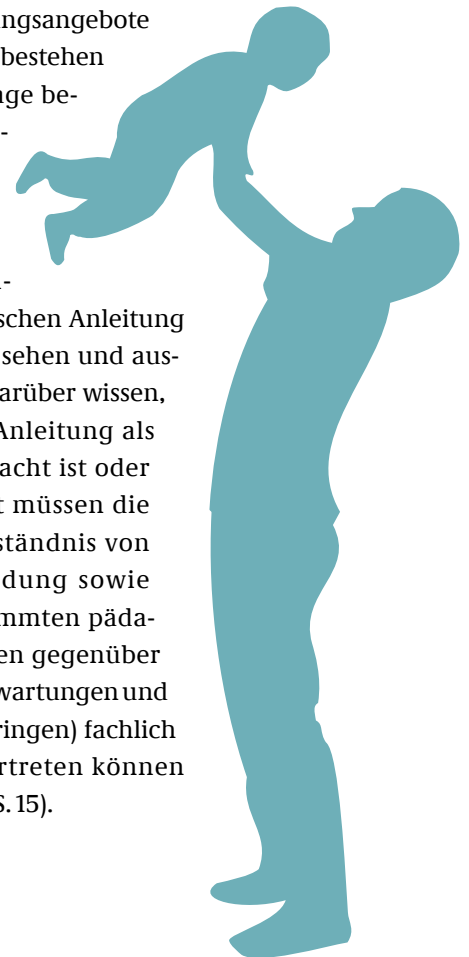 ngsangebote
bestehen
age be-
-
-
schen Anleitung
sehen und aus-
arüber wissen,
Anleitung als
acht ist oder
t müssen die
ständnis von
dung sowie
mmten päda-
en gegenüber
wartungen und
ringen) fachlich
rtreten können
S. 15).